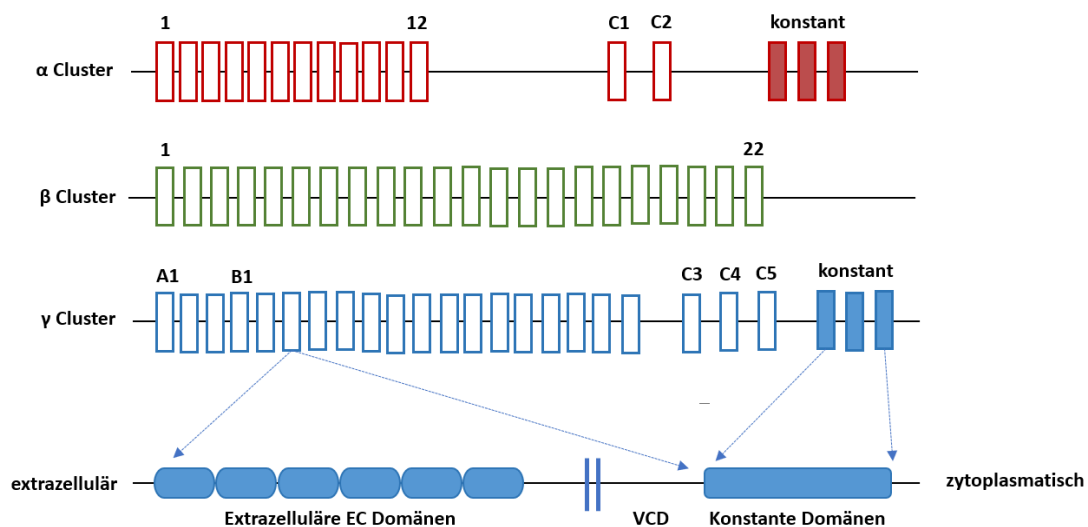 1 12 C1 C2 konstant
α Cluster
1 22
β Cluster
A1 B1 C3 C4 C5 konstant
γ Cluster
extrazellulär zytoplasmatisch
Extrazelluläre EC Domänen VCD Konstante Domänen